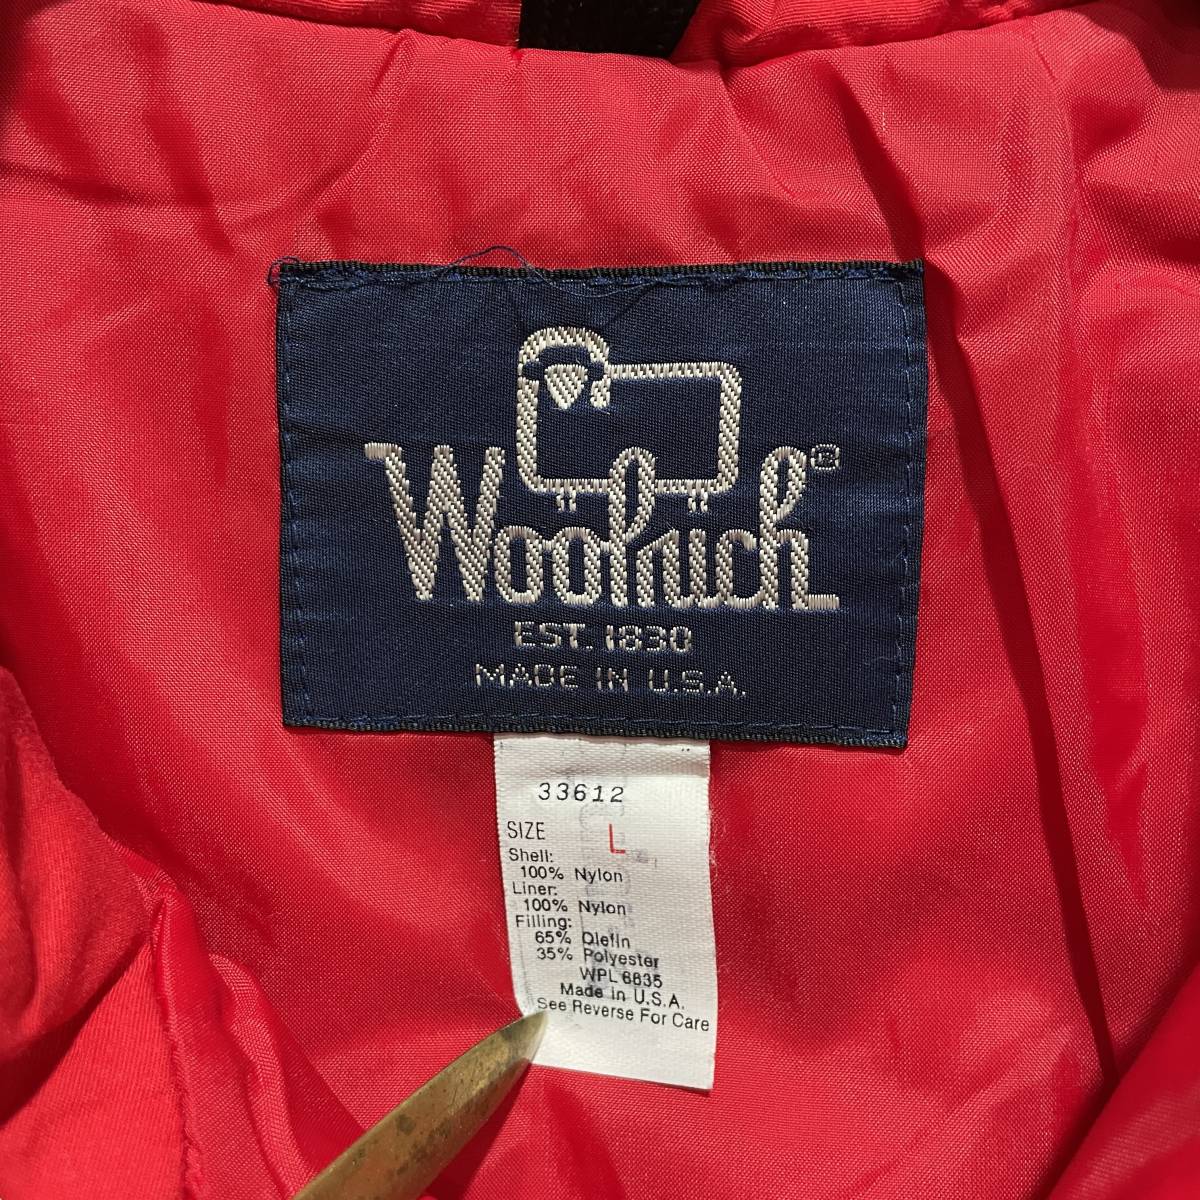 Woolrich®
EST. 1830
MADE IN U.S.A.
33612
SIZE L
Shell:
100% Nylon
Liner:
100% Nylon
Filling:
65% Olefin
35% Polyester
WPL 6635
Made in U.S.A.
See Reverse For Care